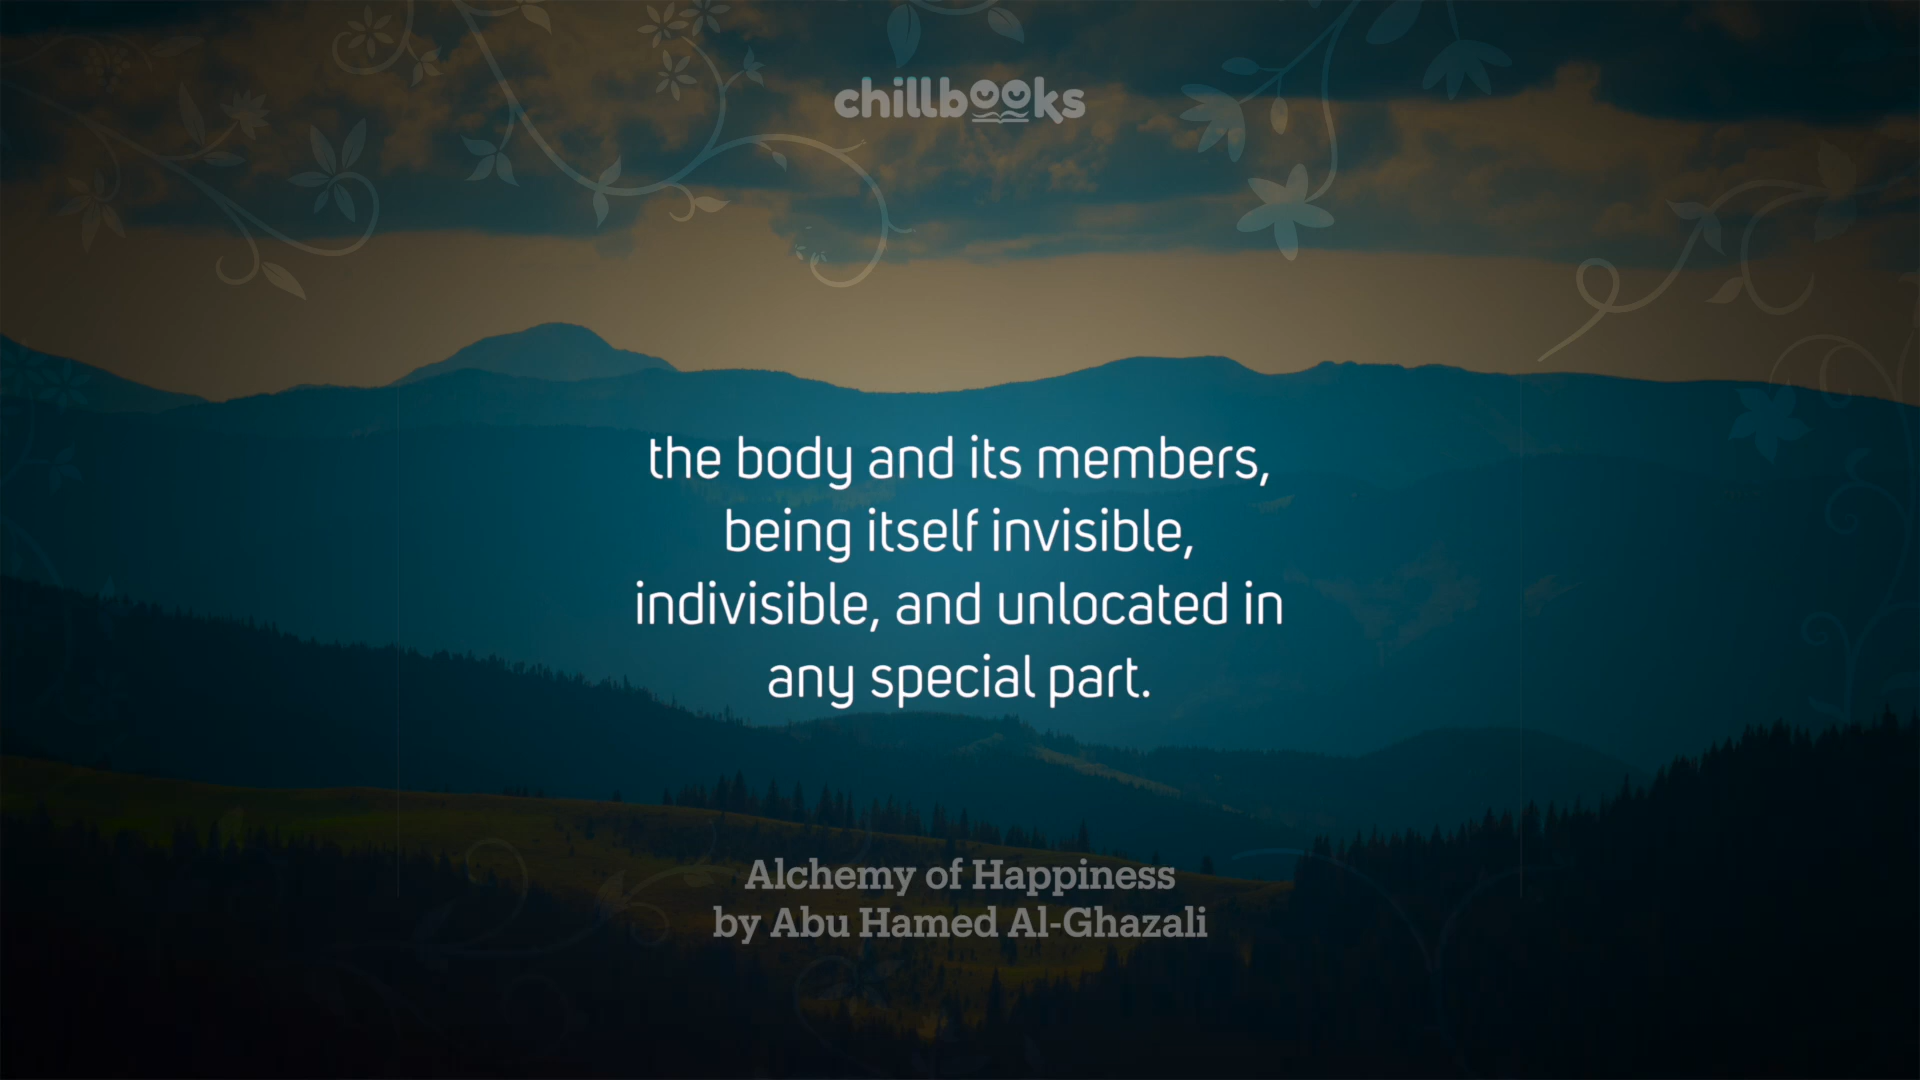 chillbooks
the body and its members,
being itself invisible,
indivisible, and unlocated in
any special part.
Alchemy of Happiness
by Abu Hamed Al-Ghazali